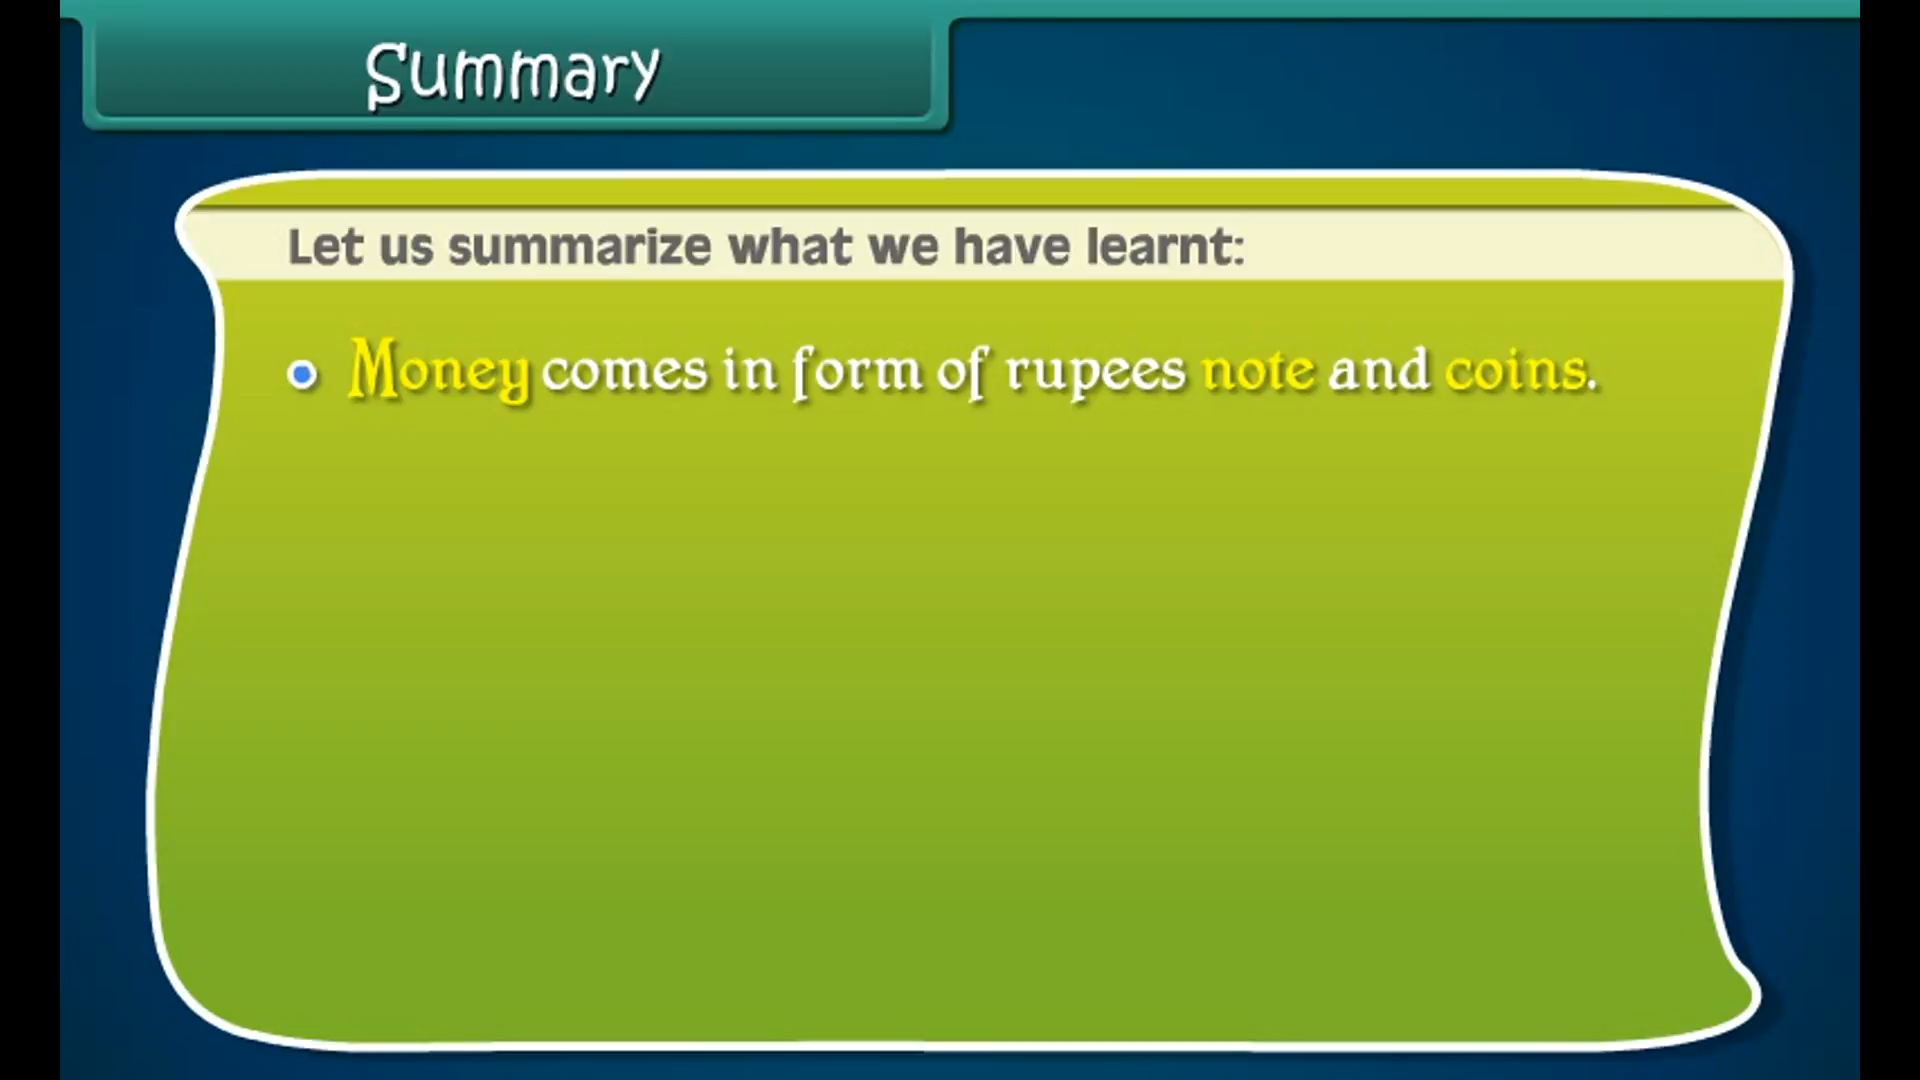 Summary
Let us summarize what we have learnt:
Money comes in form of rupees note and coins.